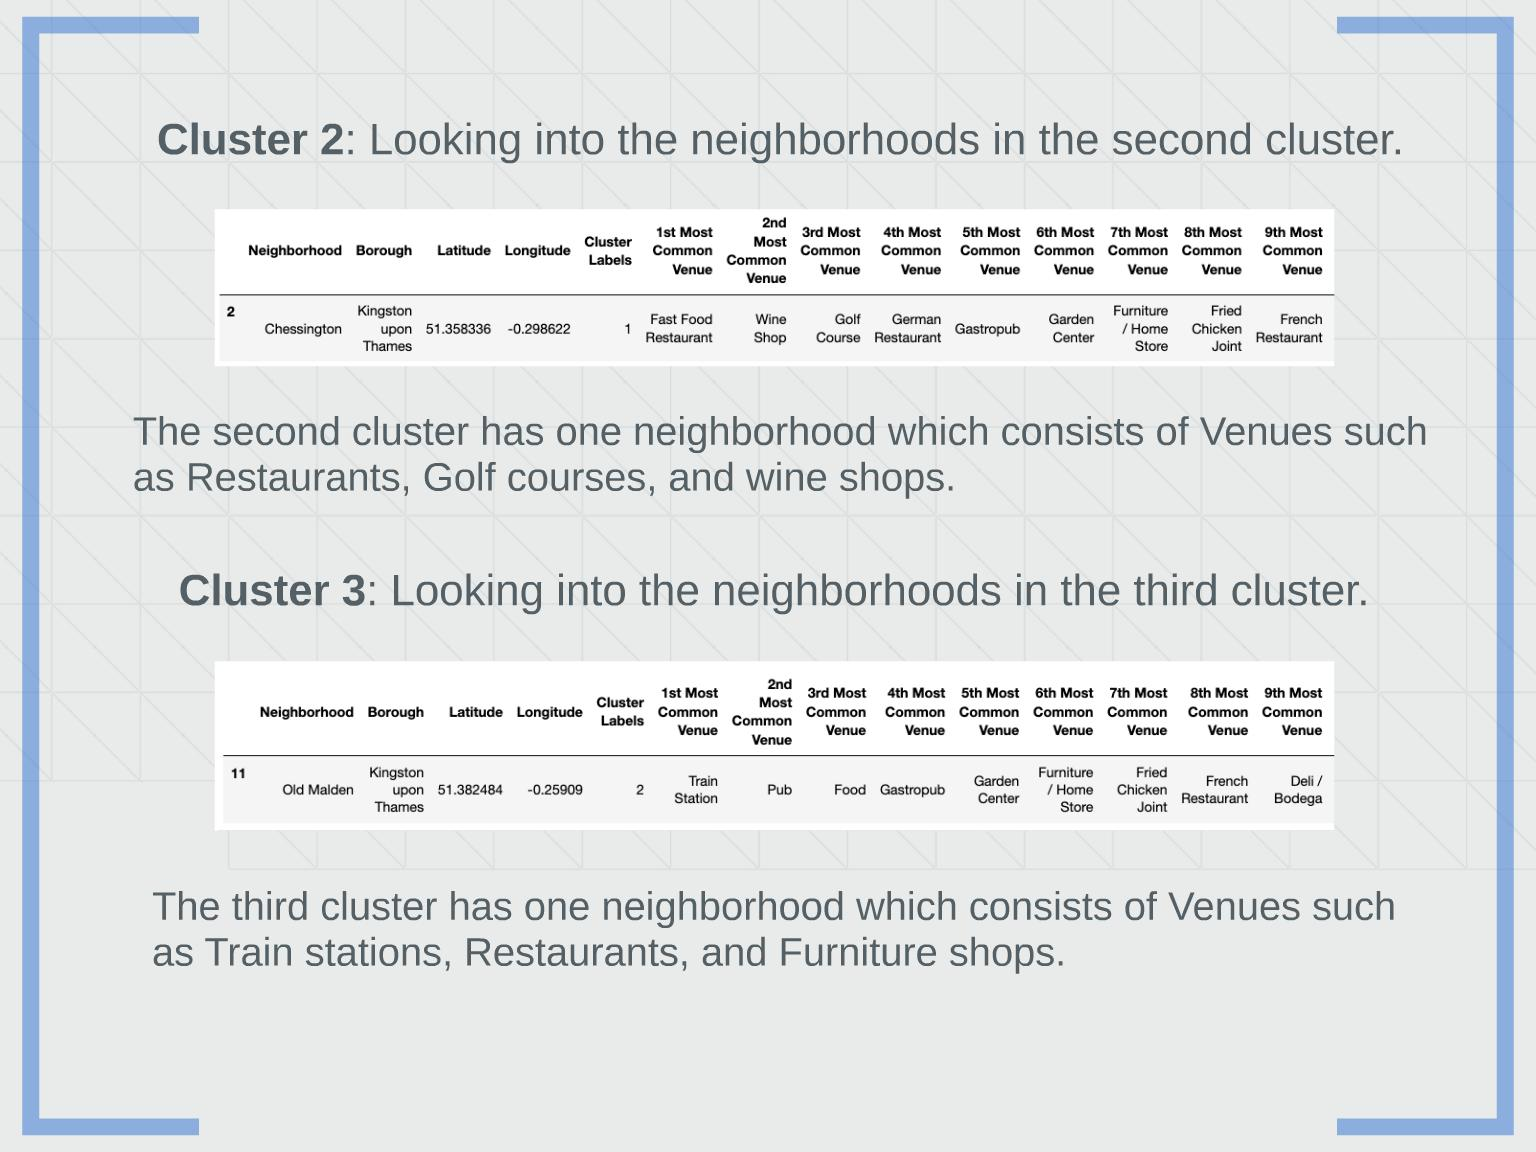 Cluster 2: Looking into the neighborhoods in the second cluster.
Neighborhood Borough Latitude Longitude Cluster Labels 1st Most Common Venue 2nd Most Common Venue 3rd Most Common Venue 4th Most Common Venue 5th Most Common Venue 6th Most Common Venue 7th Most Common Venue 8th Most Common Venue 9th Most Common Venue
2 Chessington Kingston upon Thames 51.358336 -0.298622 1 Fast Food Restaurant Wine Shop Golf Course German Restaurant Gastropub Garden Center Furniture / Home Store Fried Chicken Joint French Restaurant
The second cluster has one neighborhood which consists of Venues such
as Restaurants, Golf courses, and wine shops.
Cluster 3: Looking into the neighborhoods in the third cluster.
Neighborhood Borough Latitude Longitude Cluster Labels 1st Most Common Venue 2nd Most Common Venue 3rd Most Common Venue 4th Most Common Venue 5th Most Common Venue 6th Most Common Venue 7th Most Common Venue 8th Most Common Venue 9th Most Common Venue
11 Old Malden Kingston upon Thames 51.382484 -0.25909 2 Train Station Pub Food Gastropub Garden Center Furniture / Home Store Fried Chicken Joint French Restaurant Deli / Bodega
The third cluster has one neighborhood which consists of Venues such
as Train stations, Restaurants, and Furniture shops.